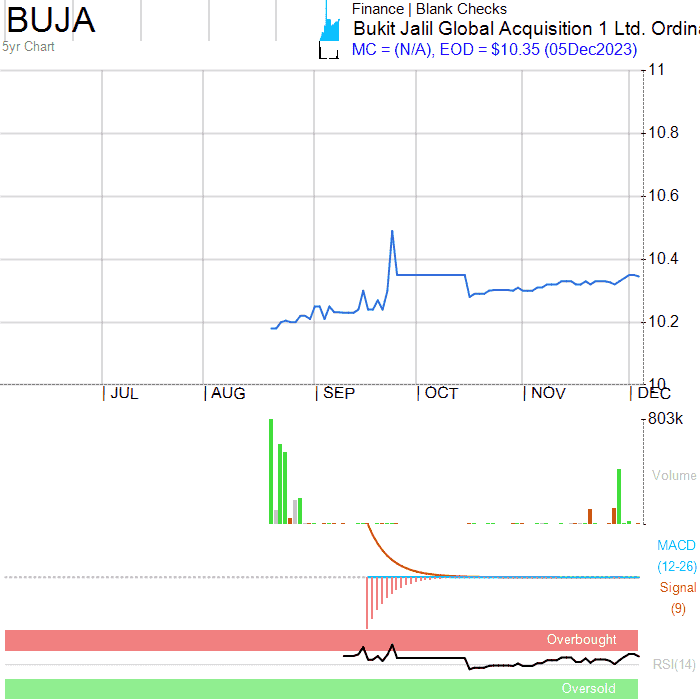 BUJA
5yr Chart
Finance | Blank Checks
Bukit Jalil Global Acquisition 1 Ltd. Ordina
MC = (N/A), EOD = $10.35 (05Dec2023)
11
10.8
10.6
10.4
10.2
10
JUL
AUG
SEP
OCT
NOV
DEC
803k
Volume
MACD
(12-26)
Signal
(9)
Overbought
RSI(14)
Oversold